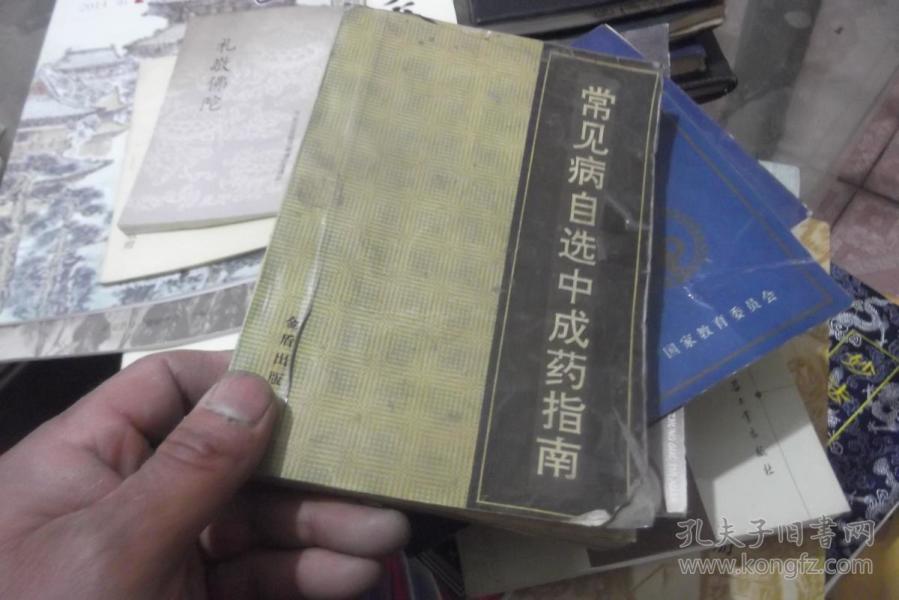 2014
礼敬佛陀
常见病自选中成药指南
金盾出版
国家教育委员会
孔夫子旧书网
www.kongfz.com